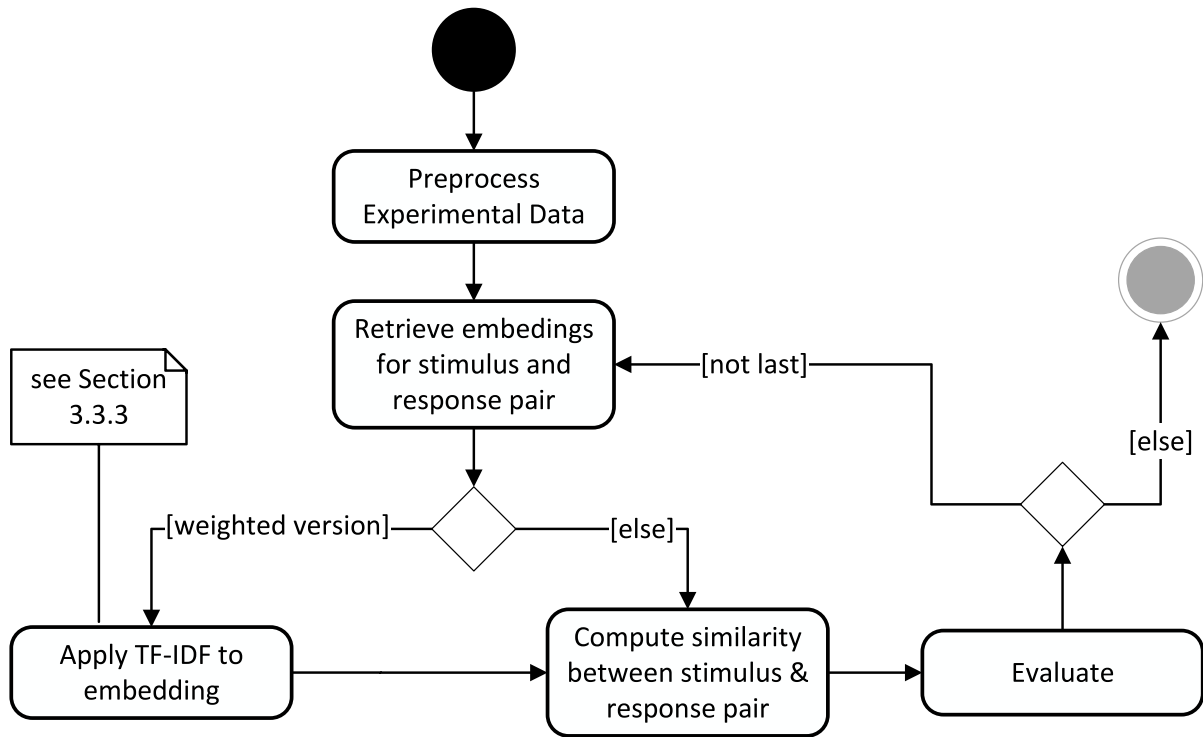 Preprocess
Experimental Data
Retrieve embedings
for stimulus and
response pair
[not last]
see Section
3.3.3
[else]
[weighted version]
[else]
Apply TF-IDF to
embedding
Compute similarity
between stimulus &
response pair
Evaluate